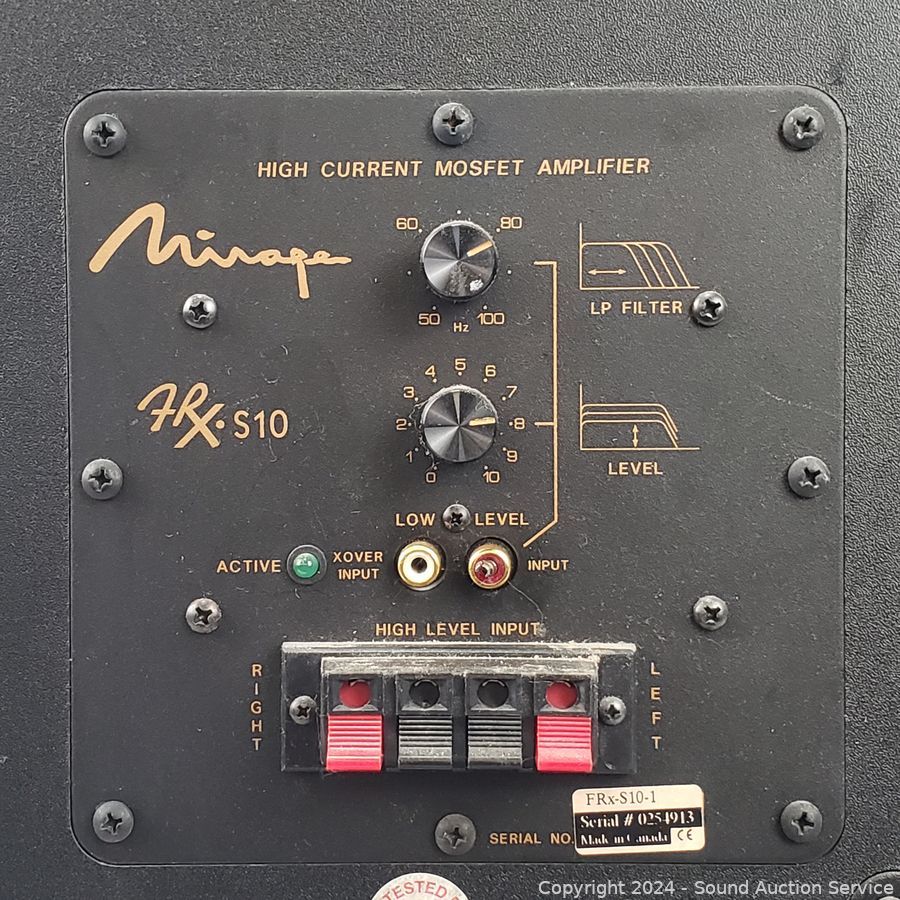 HIGH CURRENT MOSFET AMPLIFIER
Mirage
60 80
50 Hz 100
LP FILTER
FRx·S10
0 1 2 3 4 5 6 7 8 9 10
LEVEL
LOW LEVEL
ACTIVE
XOVER
INPUT
INPUT
HIGH LEVEL INPUT
RIGHT
LEFT
FRx-S10-1
Serial # 0254913
Made in Canada CE
SERIAL NO.
TESTED
Copyright 2024 - Sound Auction Service